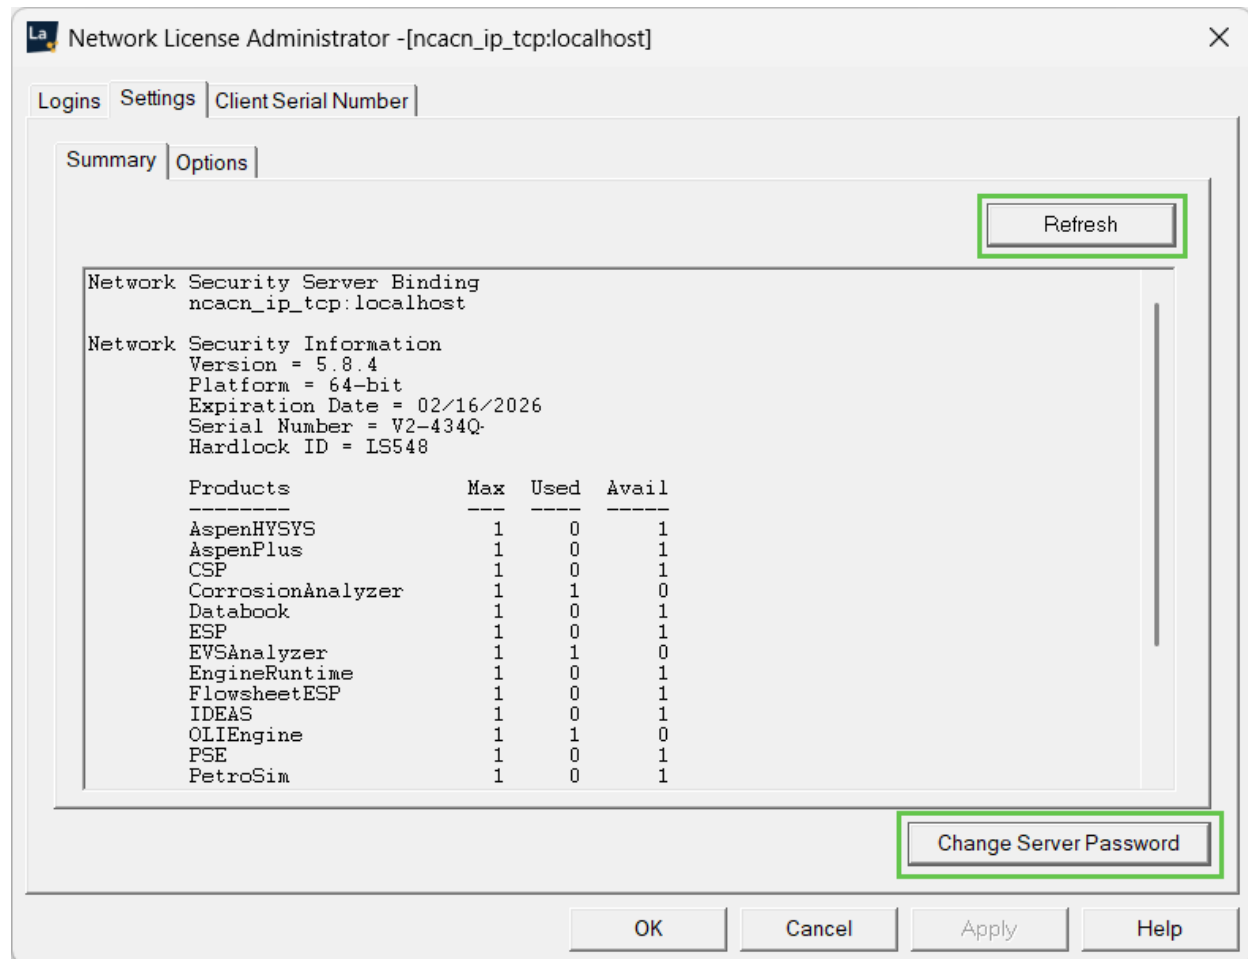 La
Network License Administrator -[ncacn_ip_tcp:localhost]
Logins Settings Client Serial Number
Summary Options
Refresh
Network Security Server Binding
ncacn_ip_tcp:localhost
Network Security Information
Version = 5.8.4
Platform = 64-bit
Expiration Date = 02/16/2026
Serial Number = V2-434Q-
Hardlock ID = LS548
Products Max Used Avail
-------- --- ---- -----
AspenHYSYS 1 0 1
AspenPlus 1 0 1
CSP 1 0 1
CorrosionAnalyzer 1 1 0
Databook 1 0 1
ESP 1 0 1
EVSAnalyzer 1 1 0
EngineRuntime 1 0 1
FlowsheetESP 1 0 1
IDEAS 1 0 1
OLIEngine 1 1 0
PSE 1 0 1
PetroSim 1 0 1
Change Server Password
OK Cancel Apply Help